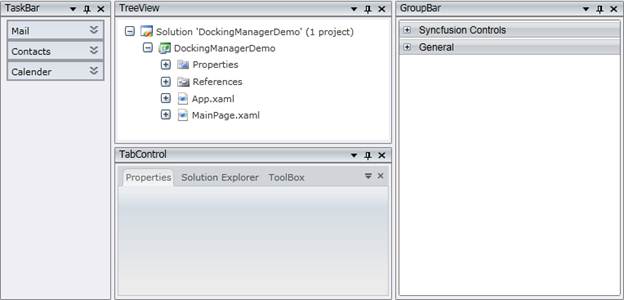 TaskBar
Mail
Contacts
Calender
TreeView
Solution 'DockingManagerDemo' (1 project)
DockingManagerDemo
Properties
References
App.xaml
MainPage.xaml
TabControl
Properties Solution Explorer ToolBox
GroupBar
Syncfusion Controls
General